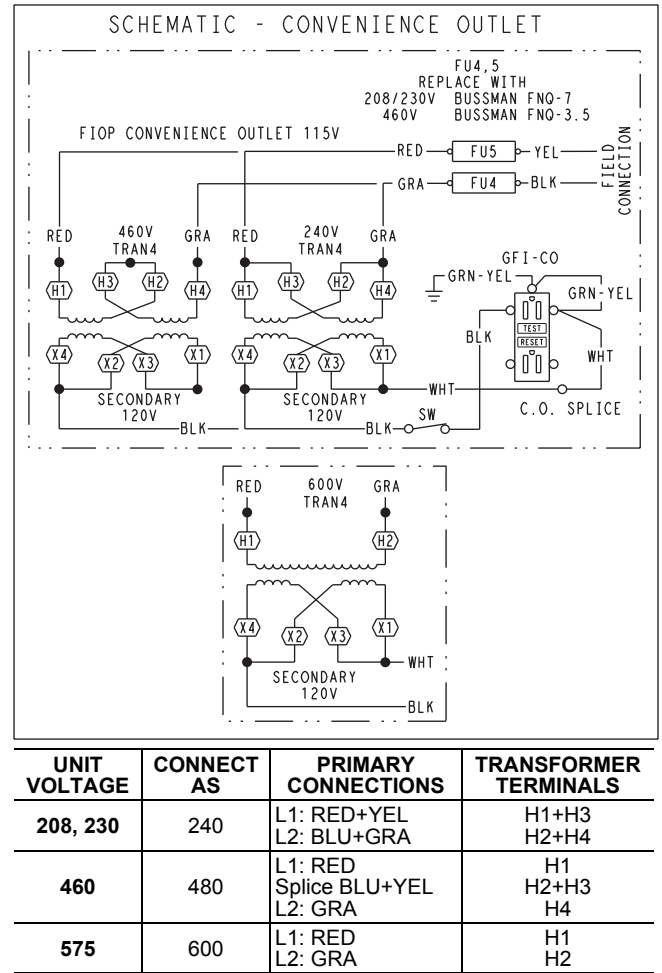 SCHEMATIC - CONVENIENCE OUTLET
FU4,5
REPLACE WITH
208/230V BUSSMAN FNQ-7
460V BUSSMAN FNQ-3.5
FIOP CONVENIENCE OUTLET 115V
RED FU5 YEL
GRA FU4 BLK
FIELD
CONNECTION
RED 460V GRA RED 240V GRA
TRAN4 TRAN4
H1 H3 H2 H4 H1 H3 H2 H4
GFI-CO
GRN-YEL
GRN-YEL
TEST
RESET
BLK
WHT
X4 X2 X3 X1 X4 X2 X3 X1
WHT
SECONDARY SECONDARY
120V 120V
SW
C.O. SPLICE
BLK BLK
RED 600V GRA
TRAN4
H1 H2
X4 X2 X3 X1
WHT
SECONDARY
120V
BLK
UNIT VOLTAGE CONNECT AS PRIMARY CONNECTIONS TRANSFORMER TERMINALS
208, 230 240 L1: RED+YEL H1+H3
L2: BLU+GRA H2+H4
460 480 L1: RED H1
Splice BLU+YEL H2+H3
L2: GRA H4
575 600 L1: RED H1
L2: GRA H2